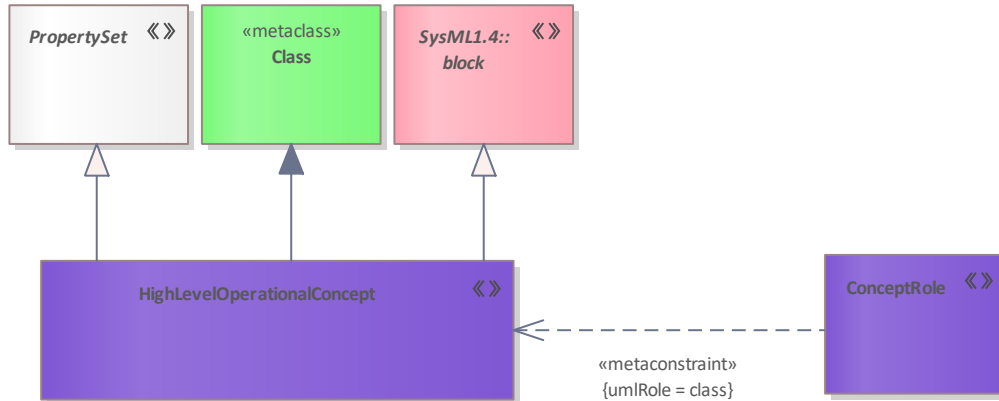 PropertySet «»
«metaclass»
Class
SysML1.4::
block
«»
HighLevelOperationalConcept «»
ConceptRole «»
«metaconstraint»
{umlRole = class}